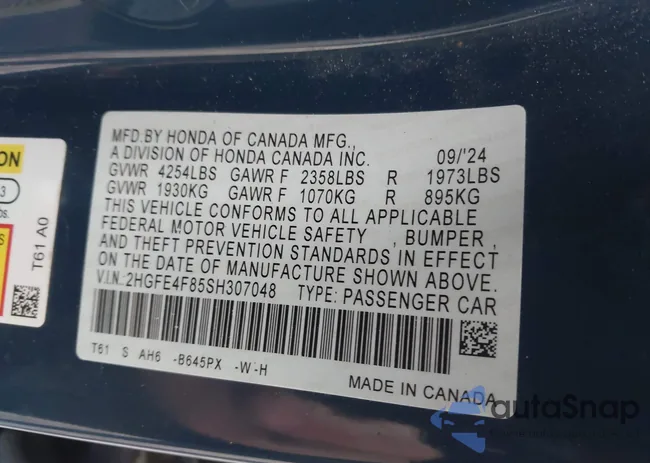 MFD.BY HONDA OF CANADA MFG.,
A DIVISION OF HONDA CANADA INC. 09/'24
GVWR 4254LBS GAWR F 2358LBS R 1973LBS
GVWR 1930KG GAWR F 1070KG R 895KG
THIS VEHICLE CONFORMS TO ALL APPLICABLE
FEDERAL MOTOR VEHICLE SAFETY , BUMPER ,
AND THEFT PREVENTION STANDARDS IN EFFECT
ON THE DATE OF MANUFACTURE SHOWN ABOVE.
V.I.N:2HGFE4F85SH307048 TYPE: PASSENGER CAR
T61 S AH6 -B645PX -W-H
MADE IN CANADA
ON
3
bs.
T61 A0
autoSnap